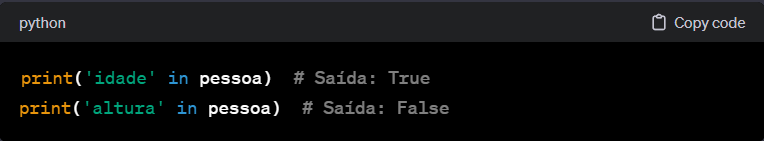 python Copy code
print('idade' in pessoa)  # Saída: True
print('altura' in pessoa)  # Saída: False